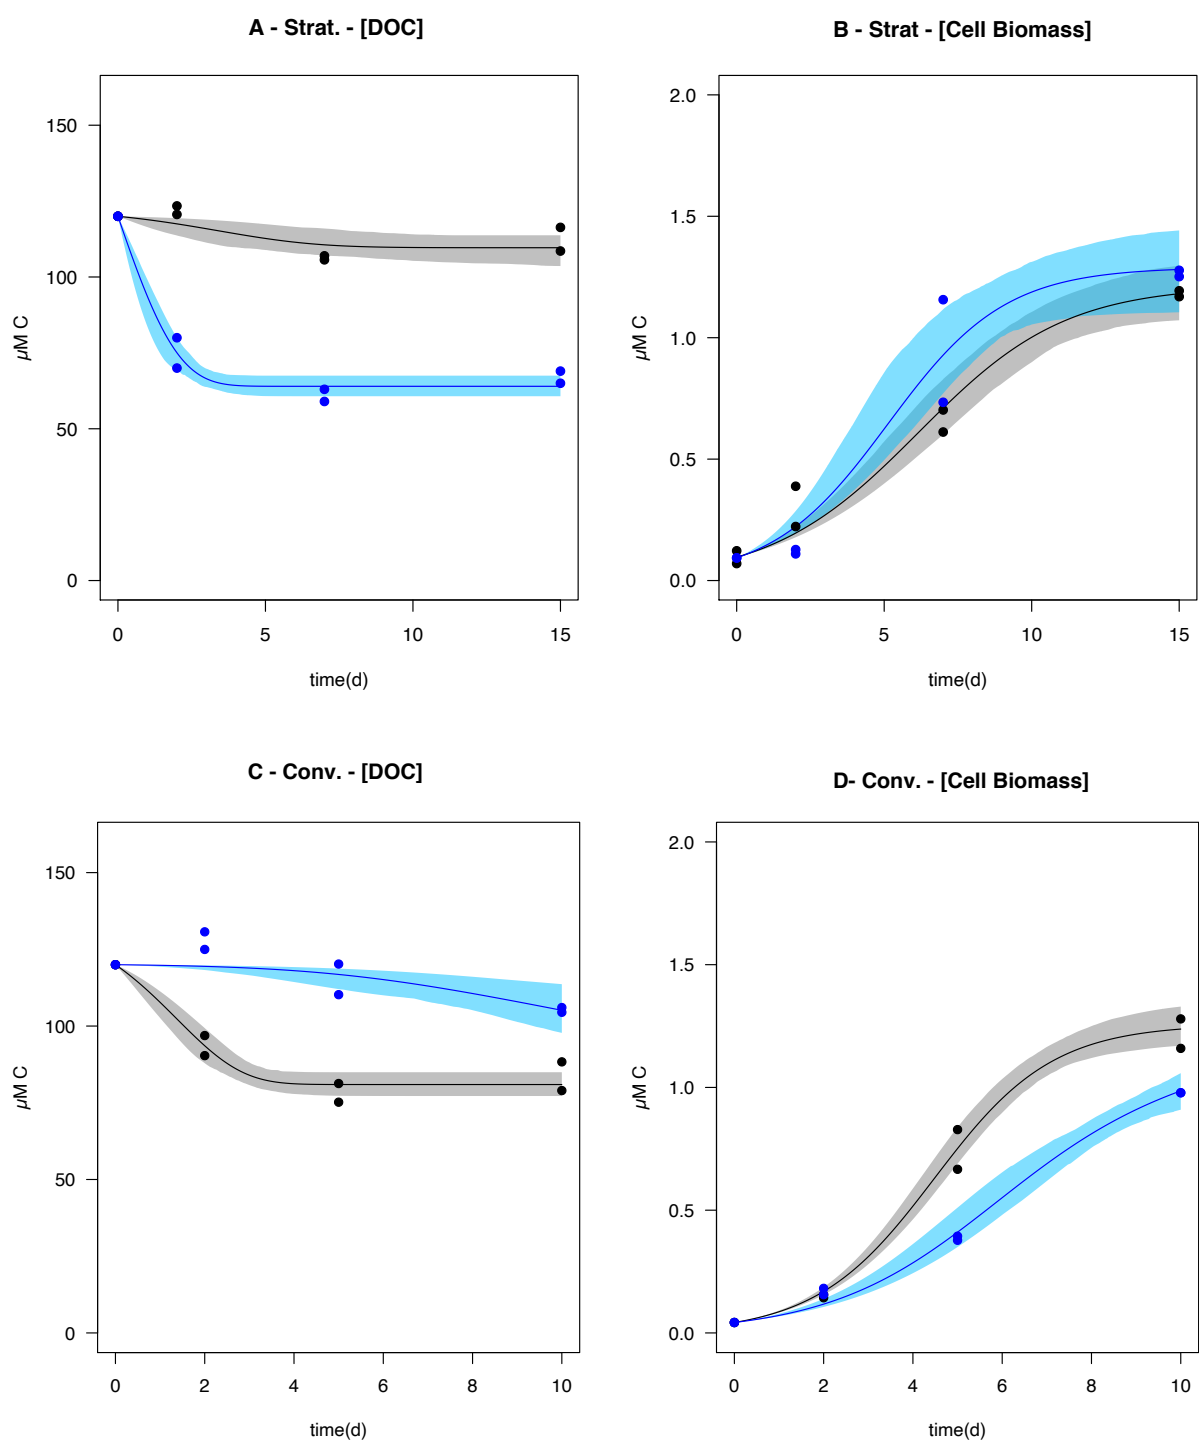 A - Strat. - [DOC]
150
100
50
0
µM C
0 5 10 15
time(d)
B - Strat - [Cell Biomass]
2.0
1.5
1.0
0.5
0.0
µM C
0 5 10 15
time(d)
C - Conv. - [DOC]
150
100
50
0
µM C
0 2 4 6 8 10
time(d)
D- Conv. - [Cell Biomass]
2.0
1.5
1.0
0.5
0.0
µM C
0 2 4 6 8 10
time(d)